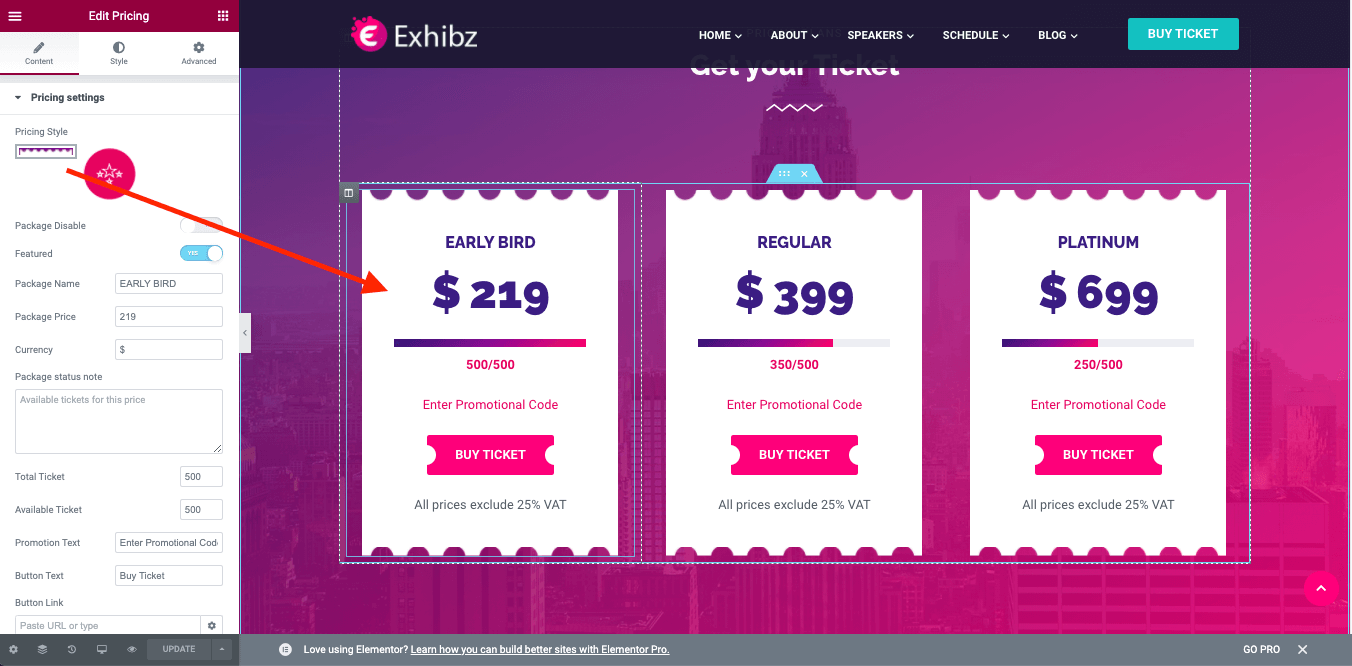 Edit Pricing
Content
Style
Advanced
Pricing settings
Pricing Style
Package Disable
Featured
YES
Package Name
EARLY BIRD
Package Price
219
Currency
$
Package status note
Available tickets for this price
Total Ticket
500
Available Ticket
500
Promotion Text
Enter Promotional Cod
Button Text
Buy Ticket
Button Link
Paste URL or type
UPDATE
Exhibz
HOME
ABOUT
SPEAKERS
SCHEDULE
BLOG
BUY TICKET
Get your Ticket
EARLY BIRD
$ 219
500/500
Enter Promotional Code
BUY TICKET
All prices exclude 25% VAT
REGULAR
$ 399
350/500
Enter Promotional Code
BUY TICKET
All prices exclude 25% VAT
PLATINUM
$ 699
250/500
Enter Promotional Code
BUY TICKET
All prices exclude 25% VAT
Love using Elementor? Learn how you can build better sites with Elementor Pro.
GO PRO